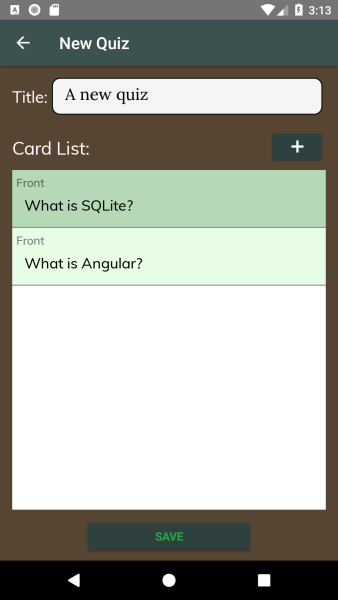 A
3:13
New Quiz
Title: A new quiz
Card List: +
Front
What is SQLite?
Front
What is Angular?
SAVE